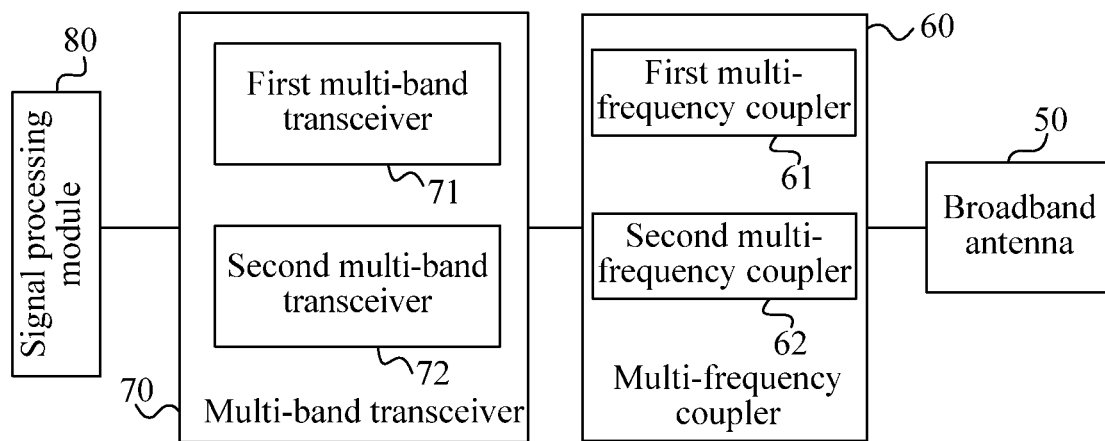 80
Signal processing
module
First multi-band
transceiver
71
Second multi-band
transceiver
72
70
Multi-band transceiver
60
First multi-
frequency coupler
61
Second multi-
frequency coupler
62
Multi-frequency
coupler
50
Broadband
antenna